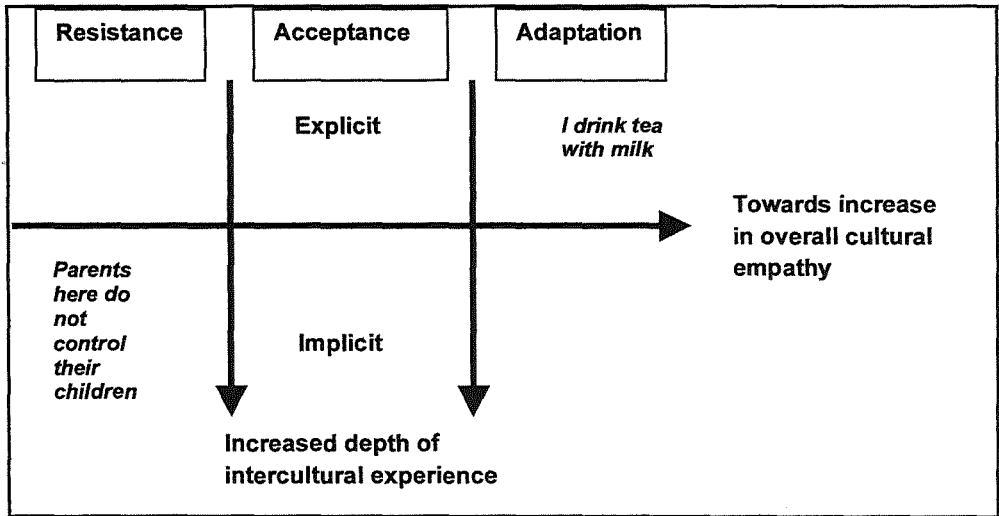 Resistance
Acceptance
Adaptation
Explicit
I drink tea
with milk
Towards increase
in overall cultural
empathy
Parents
here do
not
control
their
children
Implicit
Increased depth of
intercultural experience